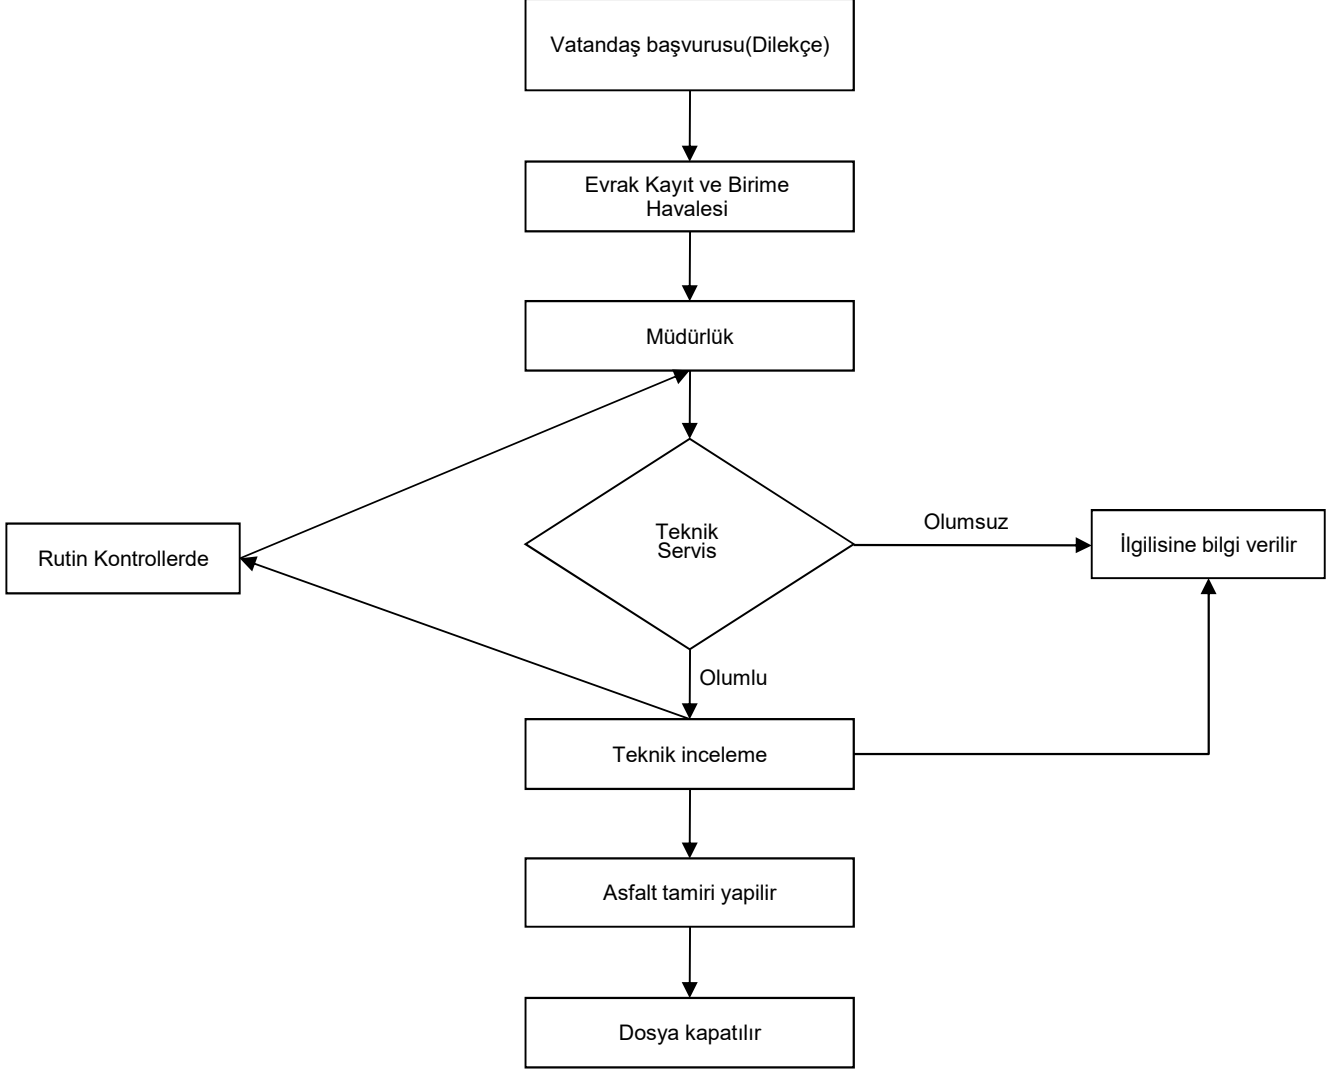 Vatandaş başvurusu(Dilekçe)
Evrak Kayıt ve Birime
Havalesi
Müdürlük
Teknik
Servis
Olumsuz
İlgilisine bilgi verilir
Rutin Kontrollerde
Olumlu
Teknik inceleme
Asfalt tamiri yapilir
Dosya kapatılır